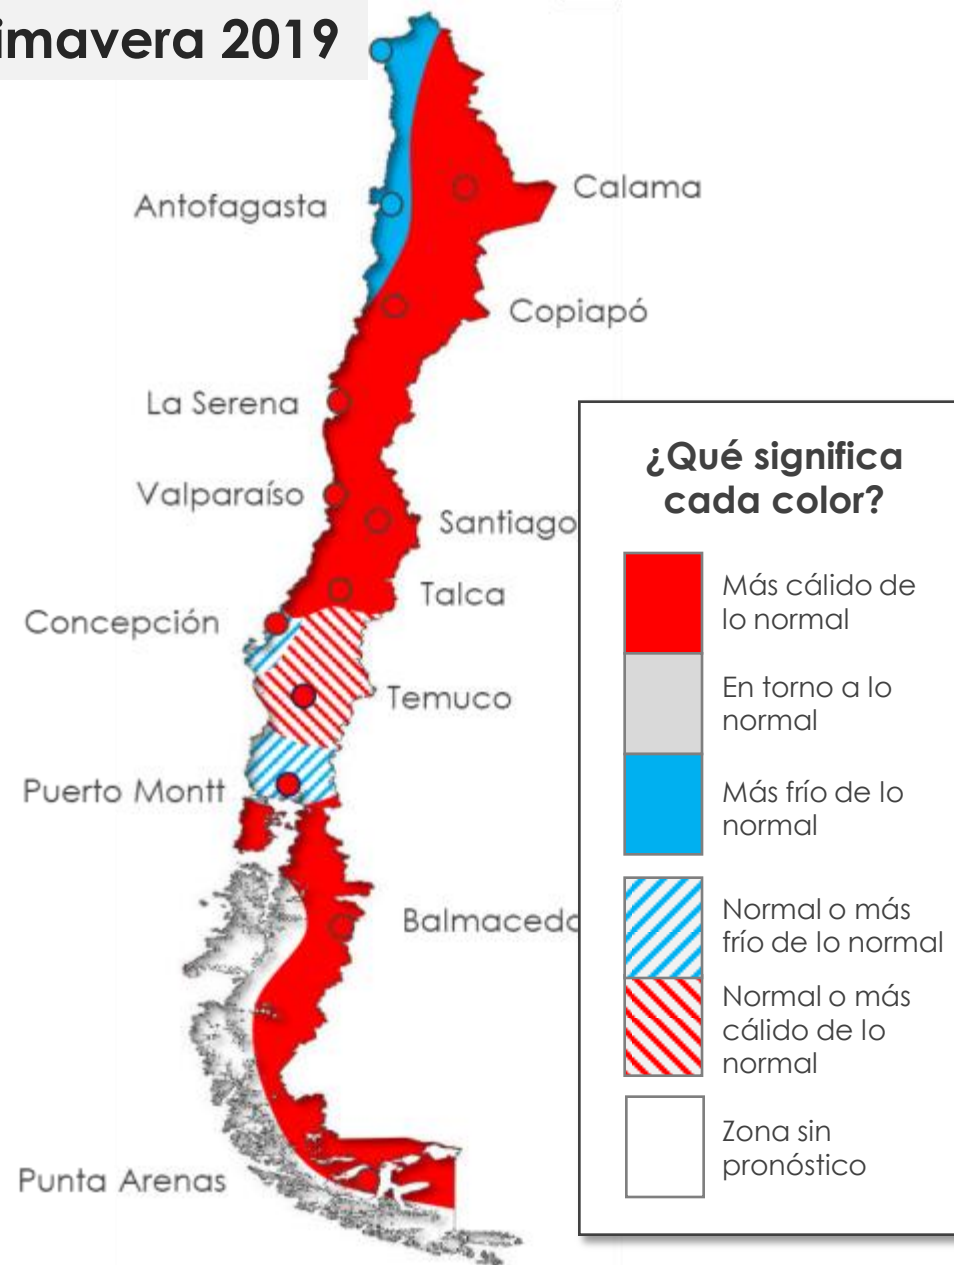 imavera 2019
Antofagasta
Calama
Copiapó
La Serena
Valparaíso
Santiago
Talca
Concepción
Temuco
Puerto Montt
Balmaceda
Punta Arenas
¿Qué significa
cada color?
Más cálido de
lo normal
En torno a lo
normal
Más frío de lo
normal
Normal o más
frío de lo normal
Normal o más
cálido de lo
normal
Zona sin
pronóstico